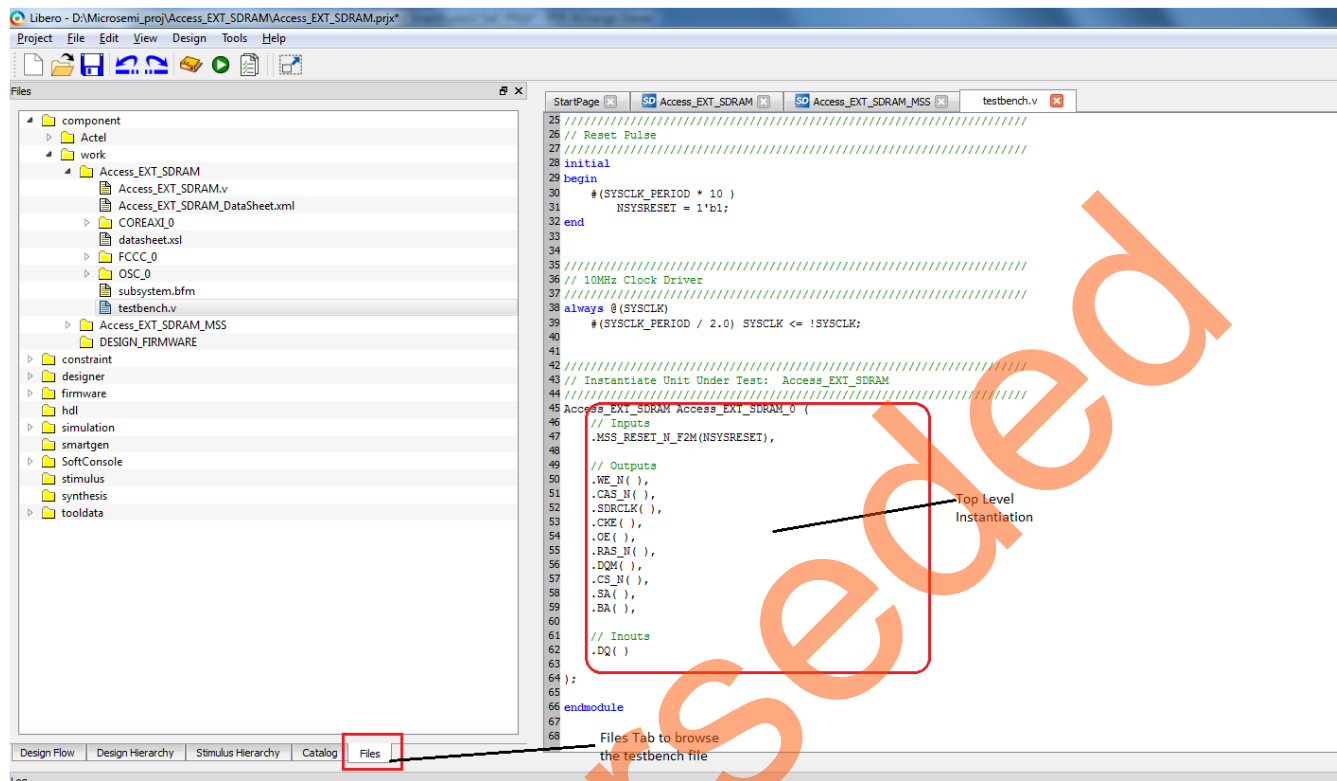 Libero - D:\Microsemi_proj\Access_EXT_SDRAM\Access_EXT_SDRAM.prjx*
Project File Edit View Design Tools Help
Files
component
Actel
work
Access_EXT_SDRAM
Access_EXT_SDRAM.v
Access_EXT_SDRAM_DataSheet.xml
COREAXI_0
datasheet.xsl
FCCC_0
OSC_0
subsystem.bfm
testbench.v
Access_EXT_SDRAM_MSS
DESIGN_FIRMWARE
constraint
designer
firmware
hdl
simulation
smartgen
SoftConsole
stimulus
synthesis
tooldata
Design Flow Design Hierarchy Stimulus Hierarchy Catalog Files
StartPage SD Access_EXT_SDRAM SD Access_EXT_SDRAM_MSS testbench.v
25 //////////////////////////////////////////////////////////////////////
26 // Reset Pulse
27 //////////////////////////////////////////////////////////////////////
28 initial
29 begin
30 #(SYSCLK_PERIOD * 10 )
31 NSYSRESET = 1'b1;
32 end
33
34
35 //////////////////////////////////////////////////////////////////////
36 // 10MHz Clock Driver
37 //////////////////////////////////////////////////////////////////////
38 always @(SYSCLK)
39 #(SYSCLK_PERIOD / 2.0) SYSCLK <= !SYSCLK;
40
41
42 //////////////////////////////////////////////////////////////////////
43 // Instantiate Unit Under Test: Access_EXT_SDRAM
44 //////////////////////////////////////////////////////////////////////
45 Access_EXT_SDRAM Access_EXT_SDRAM_0 (
46 // Inputs
47 .MSS_RESET_N_F2M(NSYSRESET),
48
49 // Outputs
50 .WE_N( ),
51 .CAS_N( ),
52 .SDRCLK( ),
53 .CKE( ),
54 .OE( ),
55 .RAS_N( ),
56 .DQM( ),
57 .CS_N( ),
58 .SA( ),
59 .BA( ),
60
61 // Inouts
62 .DQ( )
63
64 );
65
66 endmodule
67
68
Top Level
Instantiation
Files Tab to browse
the testbench file
rseded